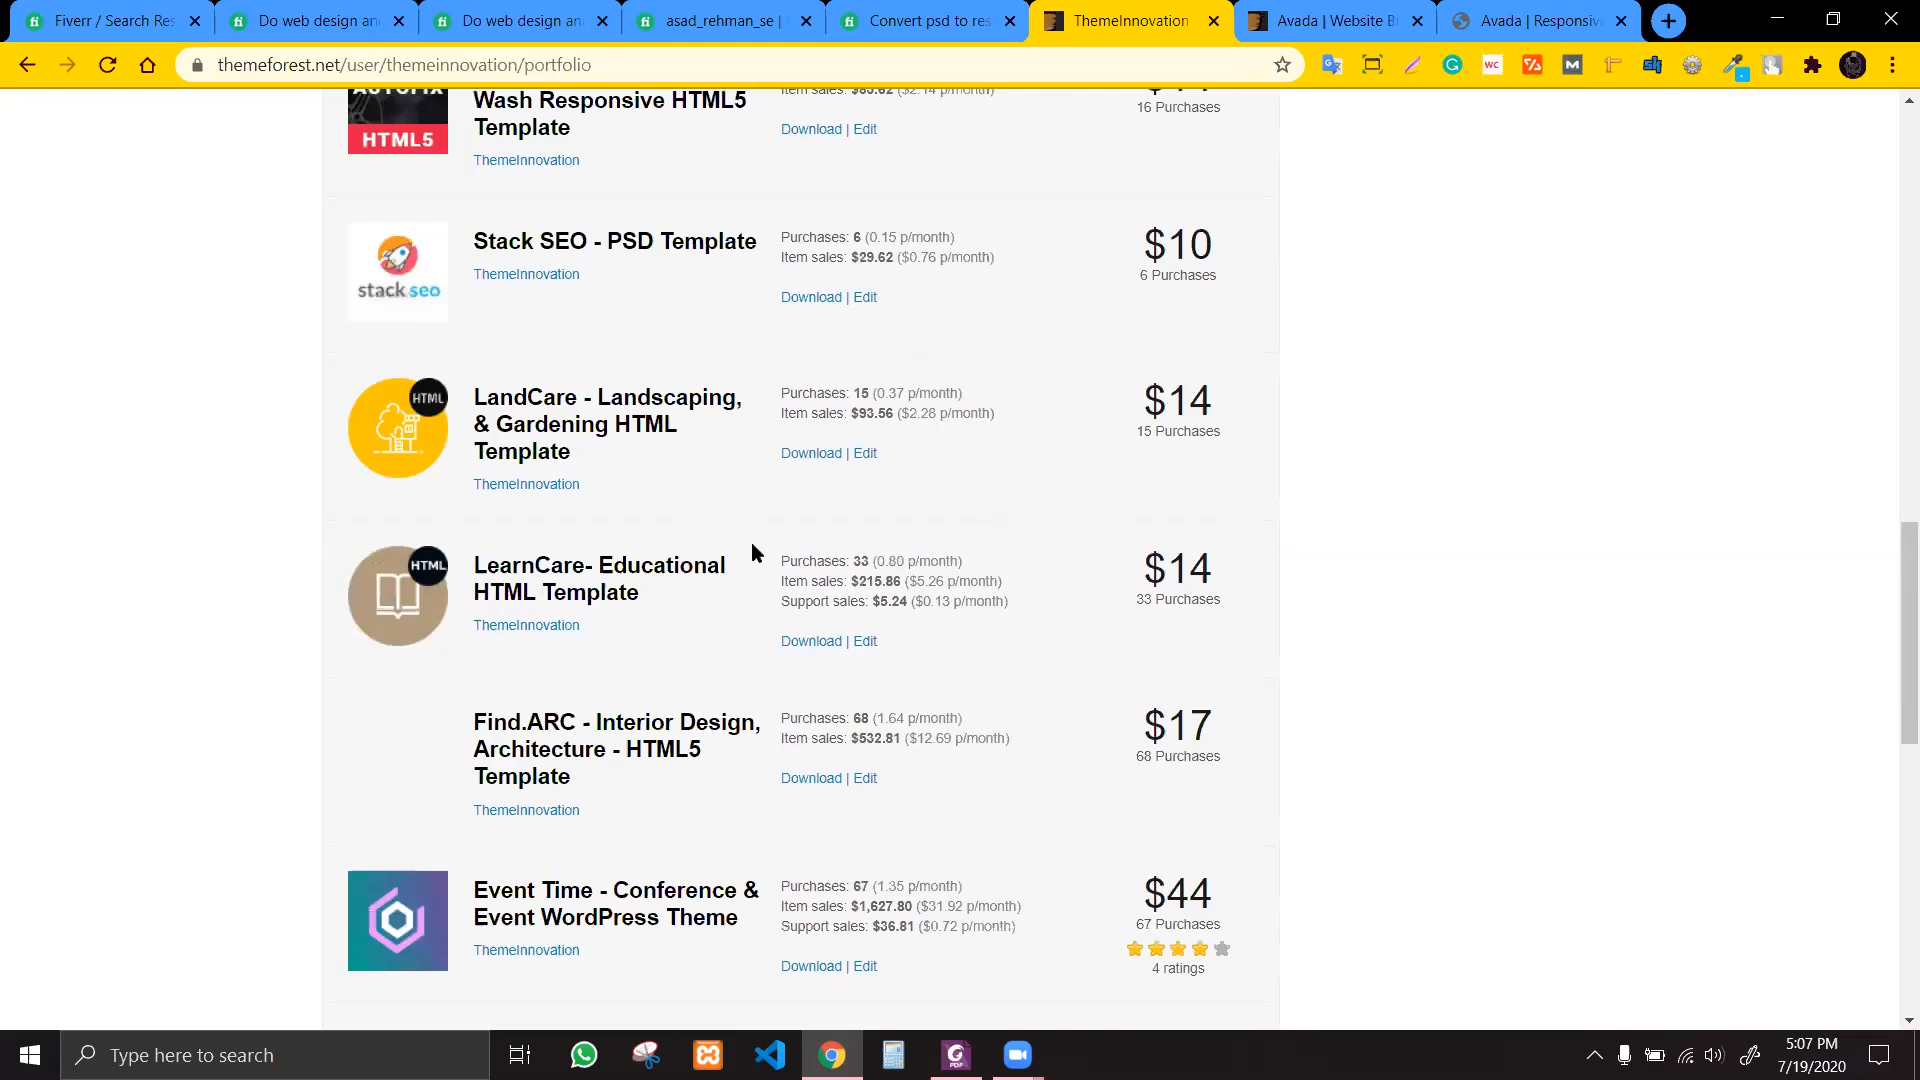 Fiverr / Search Res
Do web design an
Do web design an
asad_rehman_se |
Convert psd to res
ThemeInnovation
Avada | Website B
Avada | Responsiv
themeforest.net/user/themeinnovation/portfolio
HTML5
Wash Responsive HTML5
Template
ThemeInnovation
Item sales: $83.62 ($2.14 p/month)
Download | Edit
16 Purchases
stack seo
Stack SEO - PSD Template
ThemeInnovation
Purchases: 6 (0.15 p/month)
Item sales: $29.62 ($0.76 p/month)
Download | Edit
$10
6 Purchases
HTML
LandCare - Landscaping,
& Gardening HTML
Template
ThemeInnovation
Purchases: 15 (0.37 p/month)
Item sales: $93.56 ($2.28 p/month)
Download | Edit
$14
15 Purchases
HTML
LearnCare- Educational
HTML Template
ThemeInnovation
Purchases: 33 (0.80 p/month)
Item sales: $215.86 ($5.26 p/month)
Support sales: $5.24 ($0.13 p/month)
Download | Edit
$14
33 Purchases
Find.ARC - Interior Design,
Architecture - HTML5
Template
ThemeInnovation
Purchases: 68 (1.64 p/month)
Item sales: $532.81 ($12.69 p/month)
Download | Edit
$17
68 Purchases
Event Time - Conference &
Event WordPress Theme
ThemeInnovation
Purchases: 67 (1.35 p/month)
Item sales: $1,627.80 ($31.92 p/month)
Support sales: $36.81 ($0.72 p/month)
Download | Edit
$44
67 Purchases
4 ratings
Type here to search
5:07 PM
7/19/2020